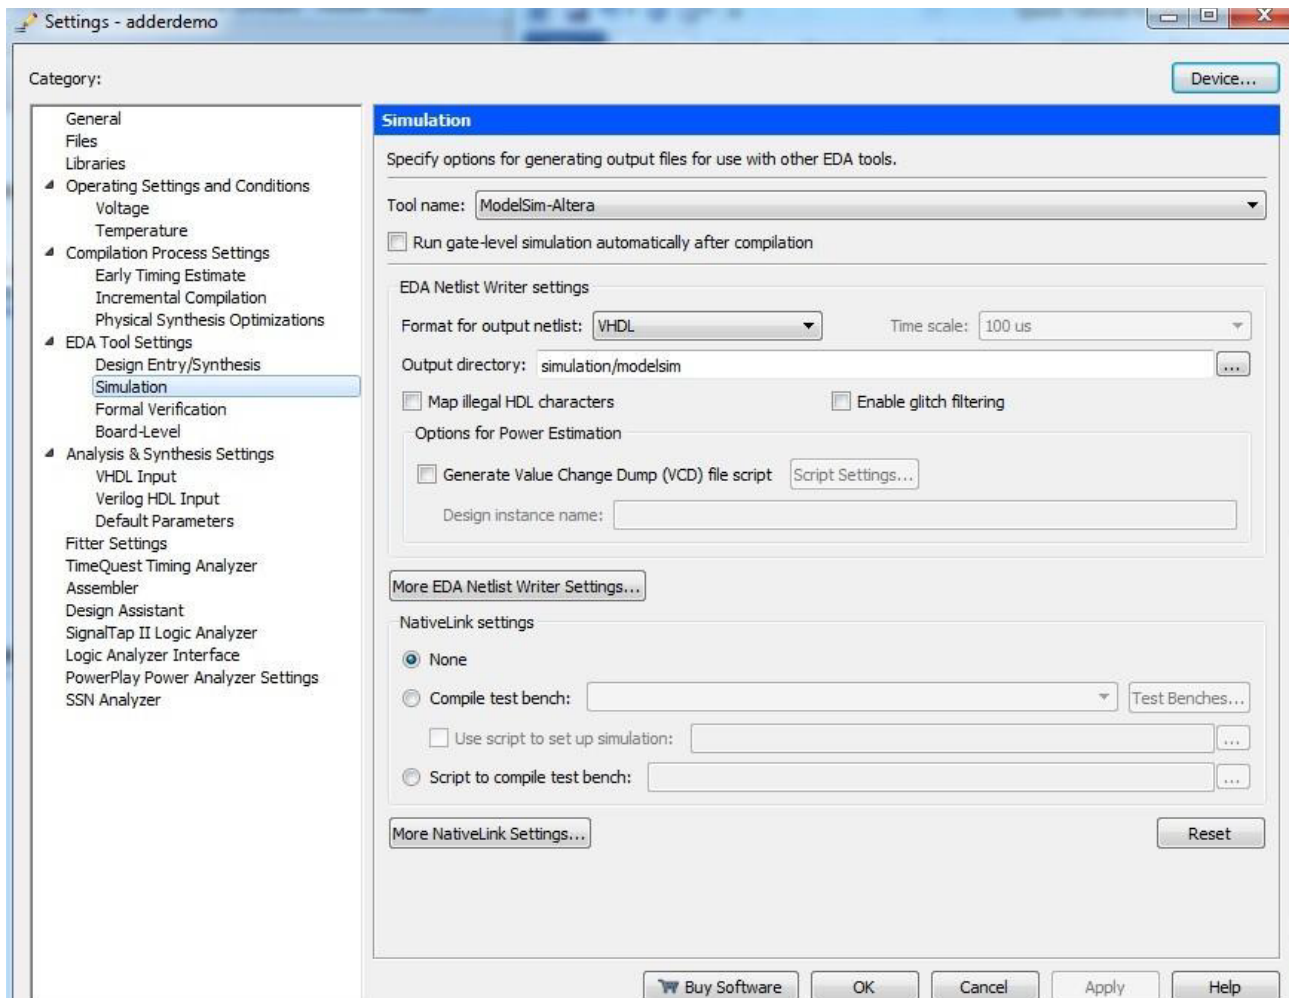 Settings - adderdemo
Category:
Device...
General
Files
Libraries
Operating Settings and Conditions
Voltage
Temperature
Compilation Process Settings
Early Timing Estimate
Incremental Compilation
Physical Synthesis Optimizations
EDA Tool Settings
Design Entry/Synthesis
Simulation
Formal Verification
Board-Level
Analysis & Synthesis Settings
VHDL Input
Verilog HDL Input
Default Parameters
Fitter Settings
TimeQuest Timing Analyzer
Assembler
Design Assistant
SignalTap II Logic Analyzer
Logic Analyzer Interface
PowerPlay Power Analyzer Settings
SSN Analyzer
Simulation
Specify options for generating output files for use with other EDA tools.
Tool name: ModelSim-Altera
Run gate-level simulation automatically after compilation
EDA Netlist Writer settings
Format for output netlist: VHDL Time scale: 100 us
Output directory: simulation/modelsim ...
Map illegal HDL characters Enable glitch filtering
Options for Power Estimation
Generate Value Change Dump (VCD) file script Script Settings...
Design instance name:
More EDA Netlist Writer Settings...
NativeLink settings
None
Compile test bench: Test Benches...
Use script to set up simulation: ...
Script to compile test bench: ...
More NativeLink Settings... Reset
Buy Software OK Cancel Apply Help